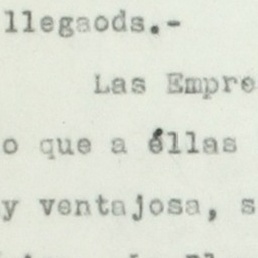 llegaods.-
Las Empre
o que a éllas
y ventajosa, s